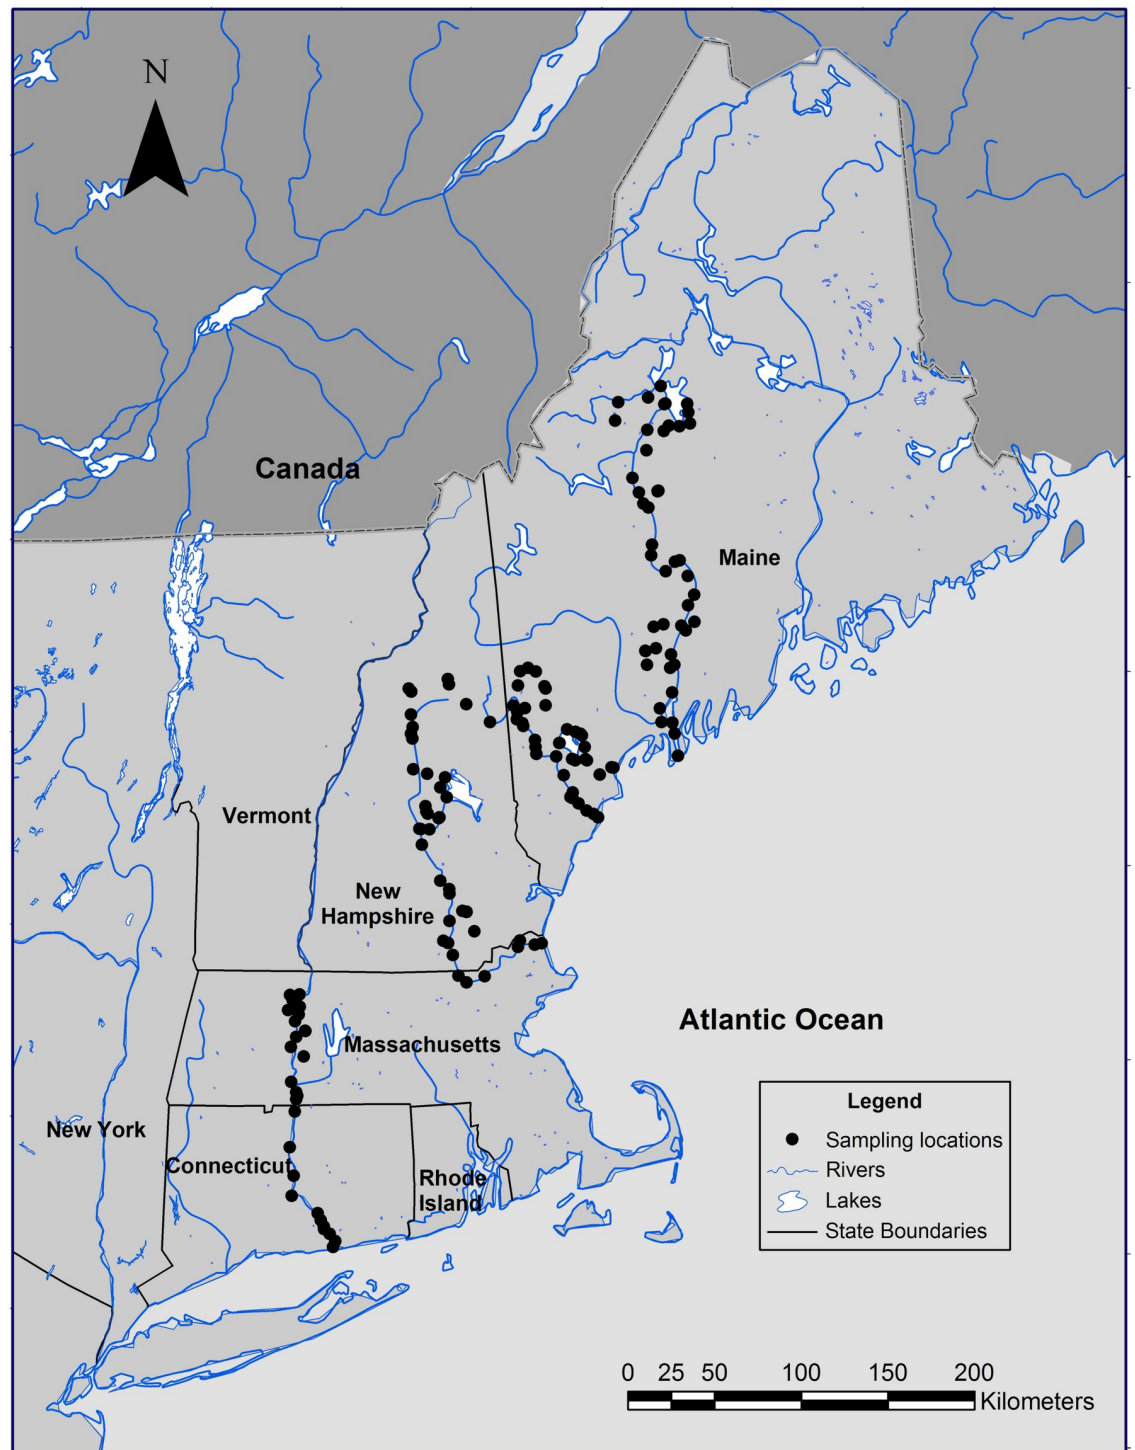 N
Canada
Maine
Vermont
New
Hampshire
Atlantic Ocean
Massachusetts
New York
Connecticut
Rhode
Island
Legend
Sampling locations
Rivers
Lakes
State Boundaries
0 25 50 100 150 200
Kilometers